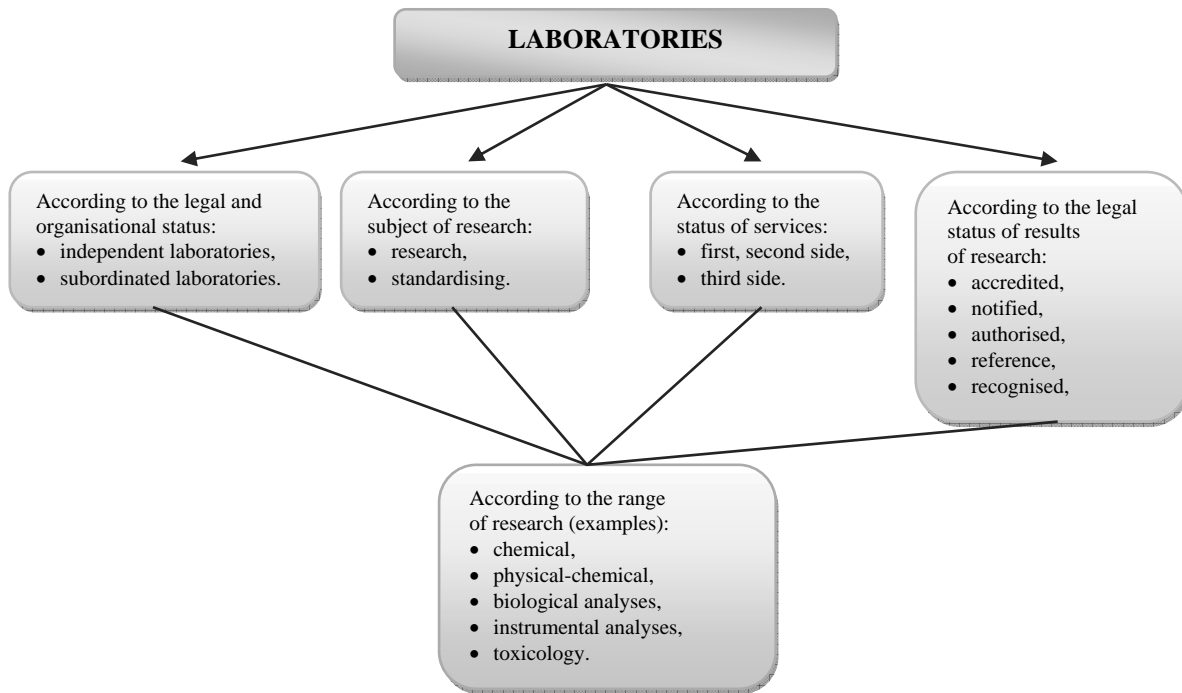 LABORATORIES
According to the legal and
organisational status:
• independent laboratories,
• subordinated laboratories.
According to the
subject of research:
• research,
• standardising.
According to the
status of services:
• first, second side,
• third side.
According to the legal
status of results
of research:
• accredited,
• notified,
• authorised,
• reference,
• recognised,
According to the range
of research (examples):
• chemical,
• physical-chemical,
• biological analyses,
• instrumental analyses,
• toxicology.